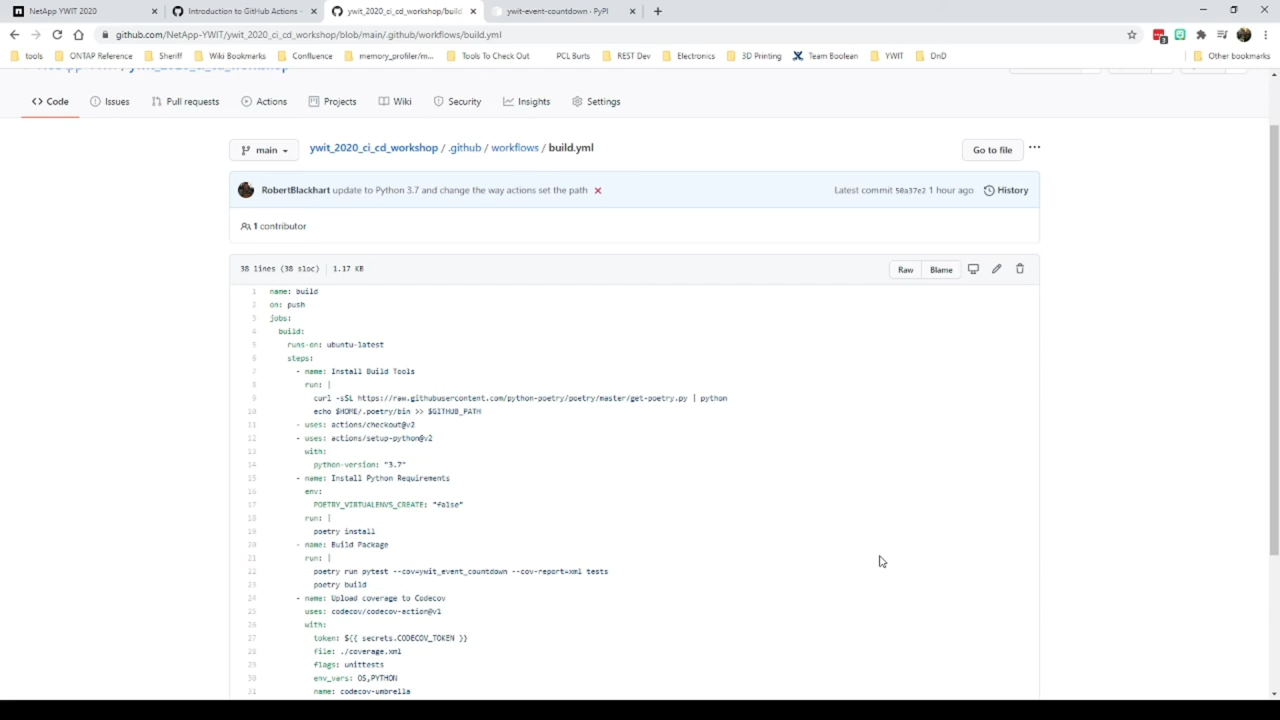 NetApp YWIT 2020
Introduction to GitHub Actions -
ywit_2020_ci_cd_workshop/build
ywit-event-countdown · PyPI
github.com/NetApp-YWIT/ywit_2020_ci_cd_workshop/blob/main/.github/workflows/build.yml
tools
ONTAP Reference
Sheriff
Wiki Bookmarks
Confluence
memory_profiler/m...
Tools To Check Out
PCL Burts
REST Dev
Electronics
3D Printing
Team Boolean
YWIT
DnD
Other bookmarks
NetApp-YWIT / ywit_2020_ci_cd_workshop
Code
Issues
Pull requests
Actions
Projects
Wiki
Security
Insights
Settings
main
ywit_2020_ci_cd_workshop / .github / workflows / build.yml
Go to file
RobertBlackhart update to Python 3.7 and change the way actions set the path
Latest commit 50a37e2 1 hour ago
History
1 contributor
38 lines (38 sloc) 1.17 KB
Raw
Blame
1 name: build
2 on: push
3 jobs:
4 build:
5 runs-on: ubuntu-latest
6 steps:
7 - name: Install Build Tools
8 run: |
9 curl -sSL https://raw.githubusercontent.com/python-poetry/poetry/master/get-poetry.py | python
10 echo $HOME/.poetry/bin >> $GITHUB_PATH
11 - uses: actions/checkout@v2
12 - uses: actions/setup-python@v2
13 with:
14 python-version: "3.7"
15 - name: Install Python Requirements
16 env:
17 POETRY_VIRTUALENVS_CREATE: "false"
18 run: |
19 poetry install
20 - name: Build Package
21 run: |
22 poetry run pytest --cov=ywit_event_countdown --cov-report=xml tests
23 poetry build
24 - name: Upload coverage to Codecov
25 uses: codecov/codecov-action@v1
26 with:
27 token: ${{ secrets.CODECOV_TOKEN }}
28 file: ./coverage.xml
29 flags: unittests
30 env_vars: OS,PYTHON
31 name: codecov-umbrella